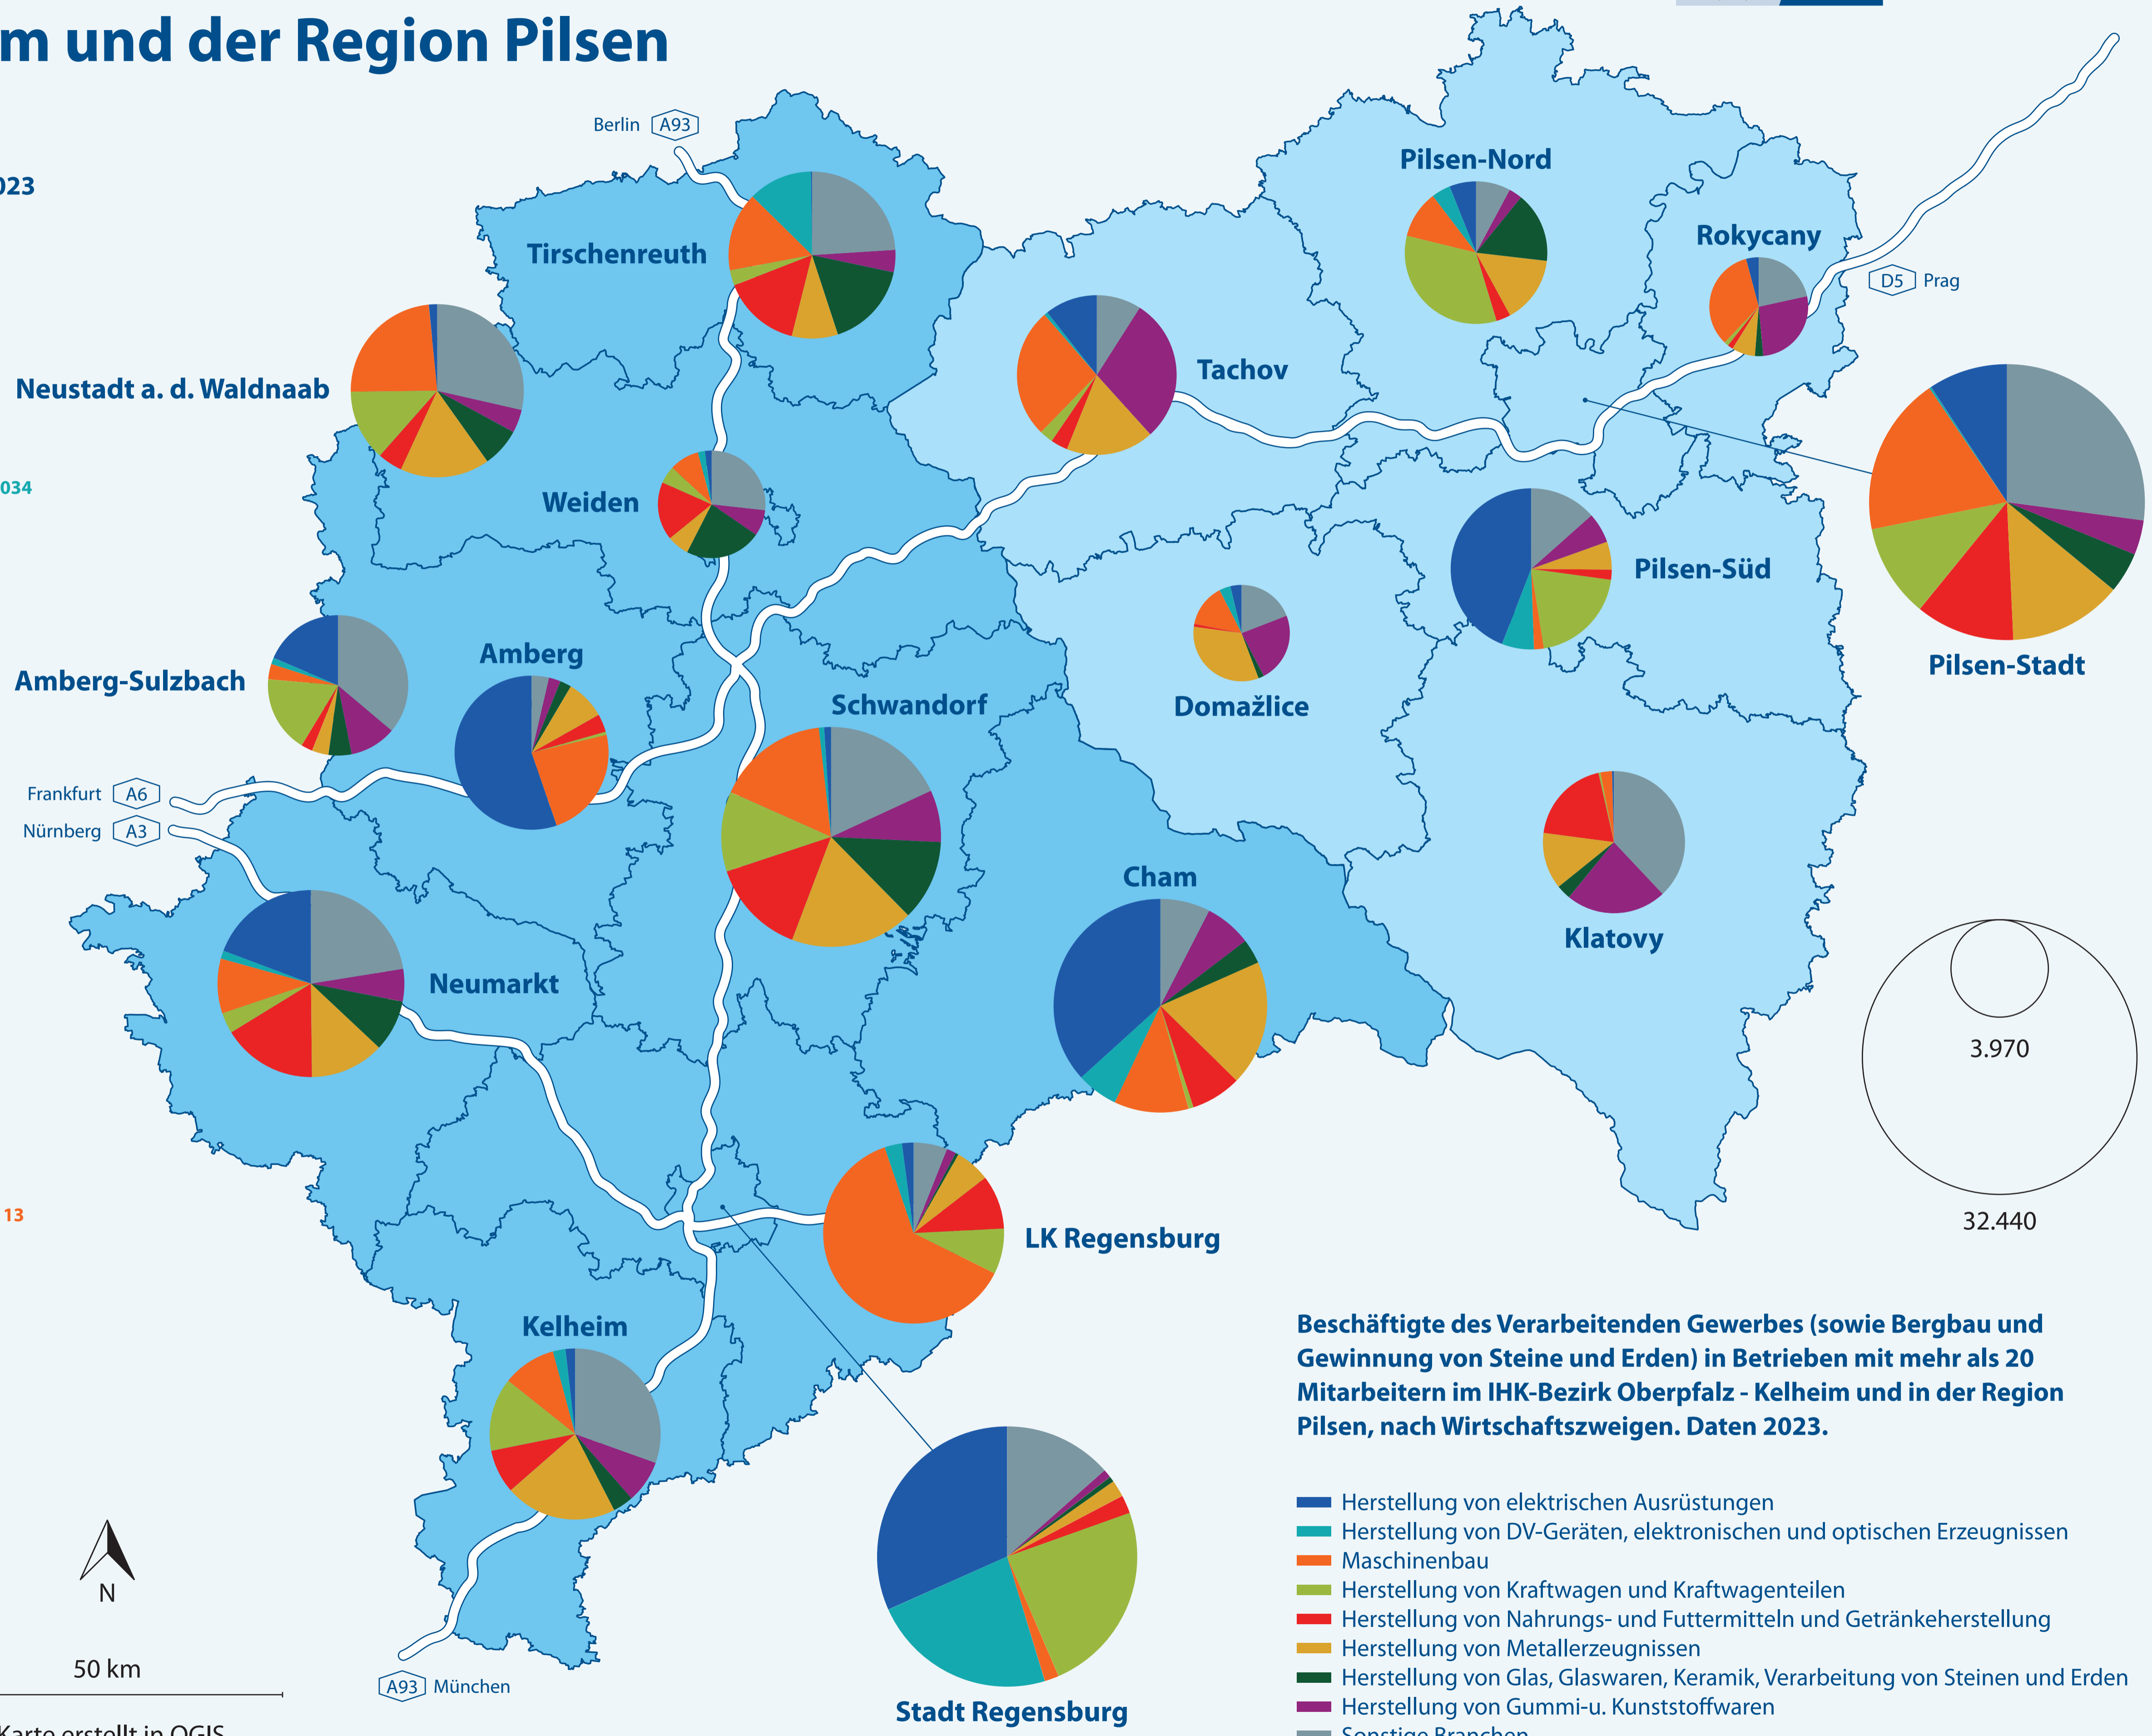 m und der Region Pilsen
023
034
13
Berlin A93
Tirschenreuth
Pilsen-Nord
Rokycany
D5 Prag
Neustadt a. d. Waldnaab
Tachov
Weiden
Pilsen-Süd
Pilsen-Stadt
Amberg-Sulzbach
Amberg
Schwandorf
Domažlice
Frankfurt A6
Nürnberg A3
Cham
Klatovy
Neumarkt
3.970
32.440
LK Regensburg
Kelheim
Stadt Regensburg
N
50 km
A93 München
Karte erstellt in QGIS
Beschäftigte des Verarbeitenden Gewerbes (sowie Bergbau und
Gewinnung von Steine und Erden) in Betrieben mit mehr als 20
Mitarbeitern im IHK-Bezirk Oberpfalz - Kelheim und in der Region
Pilsen, nach Wirtschaftszweigen. Daten 2023.
Herstellung von elektrischen Ausrüstungen
Herstellung von DV-Geräten, elektronischen und optischen Erzeugnissen
Maschinenbau
Herstellung von Kraftwagen und Kraftwagenteilen
Herstellung von Nahrungs- und Futtermitteln und Getränkeherstellung
Herstellung von Metallerzeugnissen
Herstellung von Glas, Glaswaren, Keramik, Verarbeitung von Steinen und Erden
Herstellung von Gummi-u. Kunststoffwaren
Sonstige Branchen